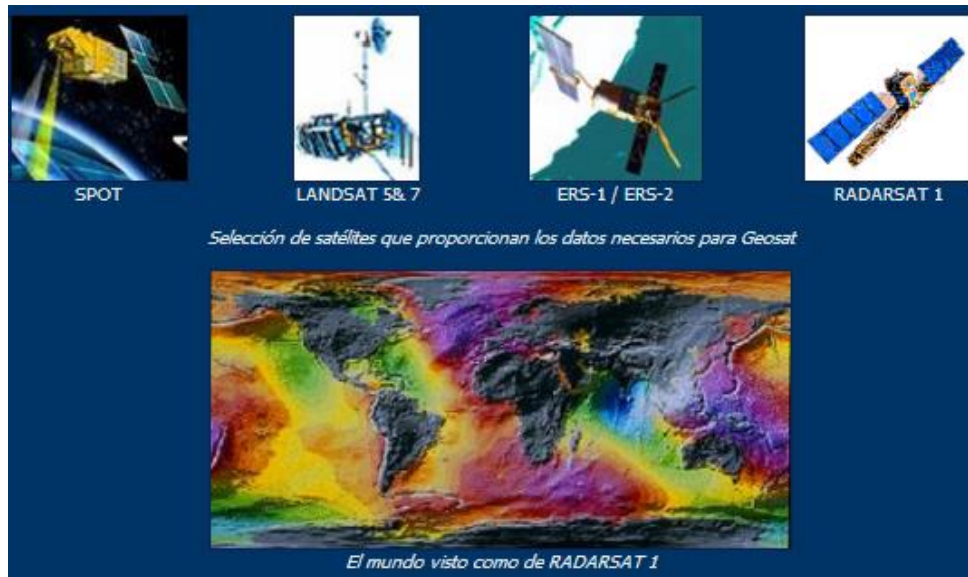 SPOT
LANDSAT 5& 7
ERS-1 / ERS-2
RADARSAT 1
Selección de satélites que proporcionan los datos necesarios para Geosat
El mundo visto como de RADARSAT 1